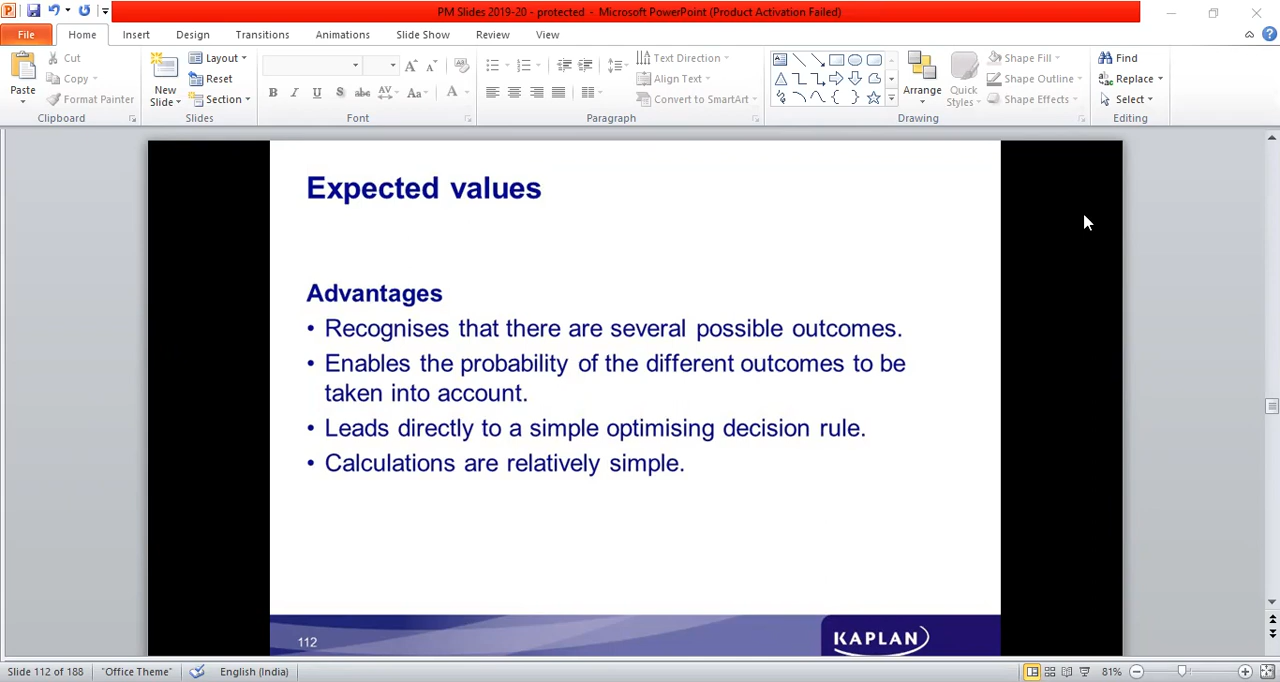 PM Slides 2019-20 - protected - Microsoft PowerPoint (Product Activation Failed)
File Home Insert Design Transitions Animations Slide Show Review View
Paste
Cut
Copy
Format Painter
Clipboard
New Slide
Layout
Reset
Section
Slides
B I U S abc AV Aa A
Font
Text Direction
Align Text
Convert to SmartArt
Paragraph
Arrange
Quick Styles
Shape Fill
Shape Outline
Shape Effects
Drawing
Find
Replace
Select
Editing
Expected values
Advantages
• Recognises that there are several possible outcomes.
• Enables the probability of the different outcomes to be
taken into account.
• Leads directly to a simple optimising decision rule.
• Calculations are relatively simple.
112
KAPLAN
Slide 112 of 188 "Office Theme" English (India) 81%